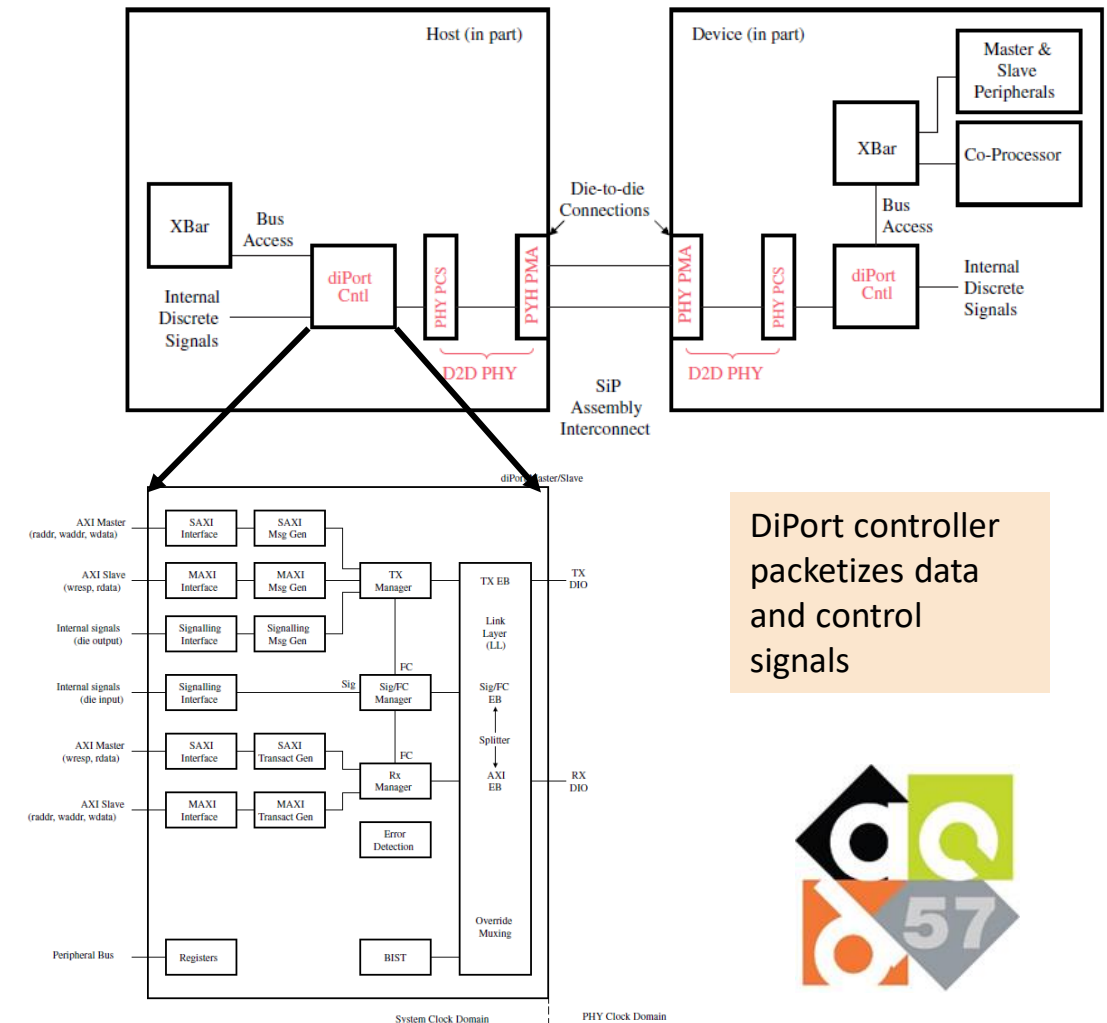 Host (in part)
Device (in part)
Master &
Slave
Peripherals
XBar
Co-Processor
Die-to-die
Connections
XBar
Bus
Access
Bus
Access
diPort
Cntl
PHY PCS
PYH PMA
PHY PMA
PHY PCS
diPort
Cntl
Internal
Discrete
Signals
Internal
Discrete
Signals
D2D PHY
D2D PHY
SiP
Assembly
Interconnect
diPort Master/Slave
AXI Master
(raddr, waddr, wdata)
SAXI
Interface
SAXI
Msg Gen
AXI Slave
(wresp, rdata)
MAXI
Interface
MAXI
Msg Gen
TX
Manager
TX EB
TX
DIO
Internal signals
(die output)
Signalling
Interface
Signalling
Msg Gen
Link
Layer
(LL)
FC
Internal signals
(die input)
Signalling
Interface
Sig
Sig/FC
Manager
Sig/FC
EB
Splitter
AXI Master
(wresp, rdata)
SAXI
Interface
SAXI
Transact Gen
FC
Rx
Manager
AXI
EB
RX
DIO
AXI Slave
(raddr, waddr, wdata)
MAXI
Interface
MAXI
Transact Gen
Error
Detection
Override
Muxing
Peripheral Bus
Registers
BIST
System Clock Domain
PHY Clock Domain
DiPort controller
packetizes data
and control
signals
57